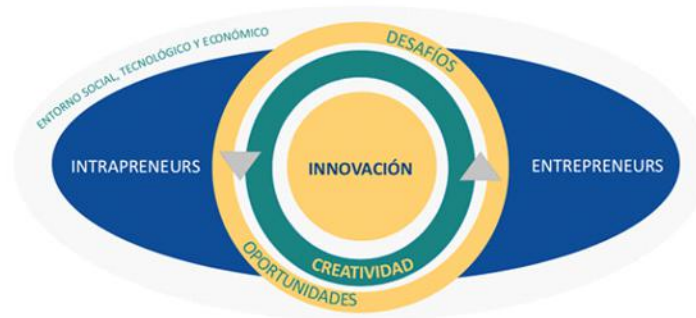 ENTORNO SOCIAL, TECNOLÓGICO Y ECONÓMICO
DESAFÍOS
INTRAPRENEURS
INNOVACIÓN
ENTREPRENEURS
CREATIVIDAD
OPORTUNIDADES